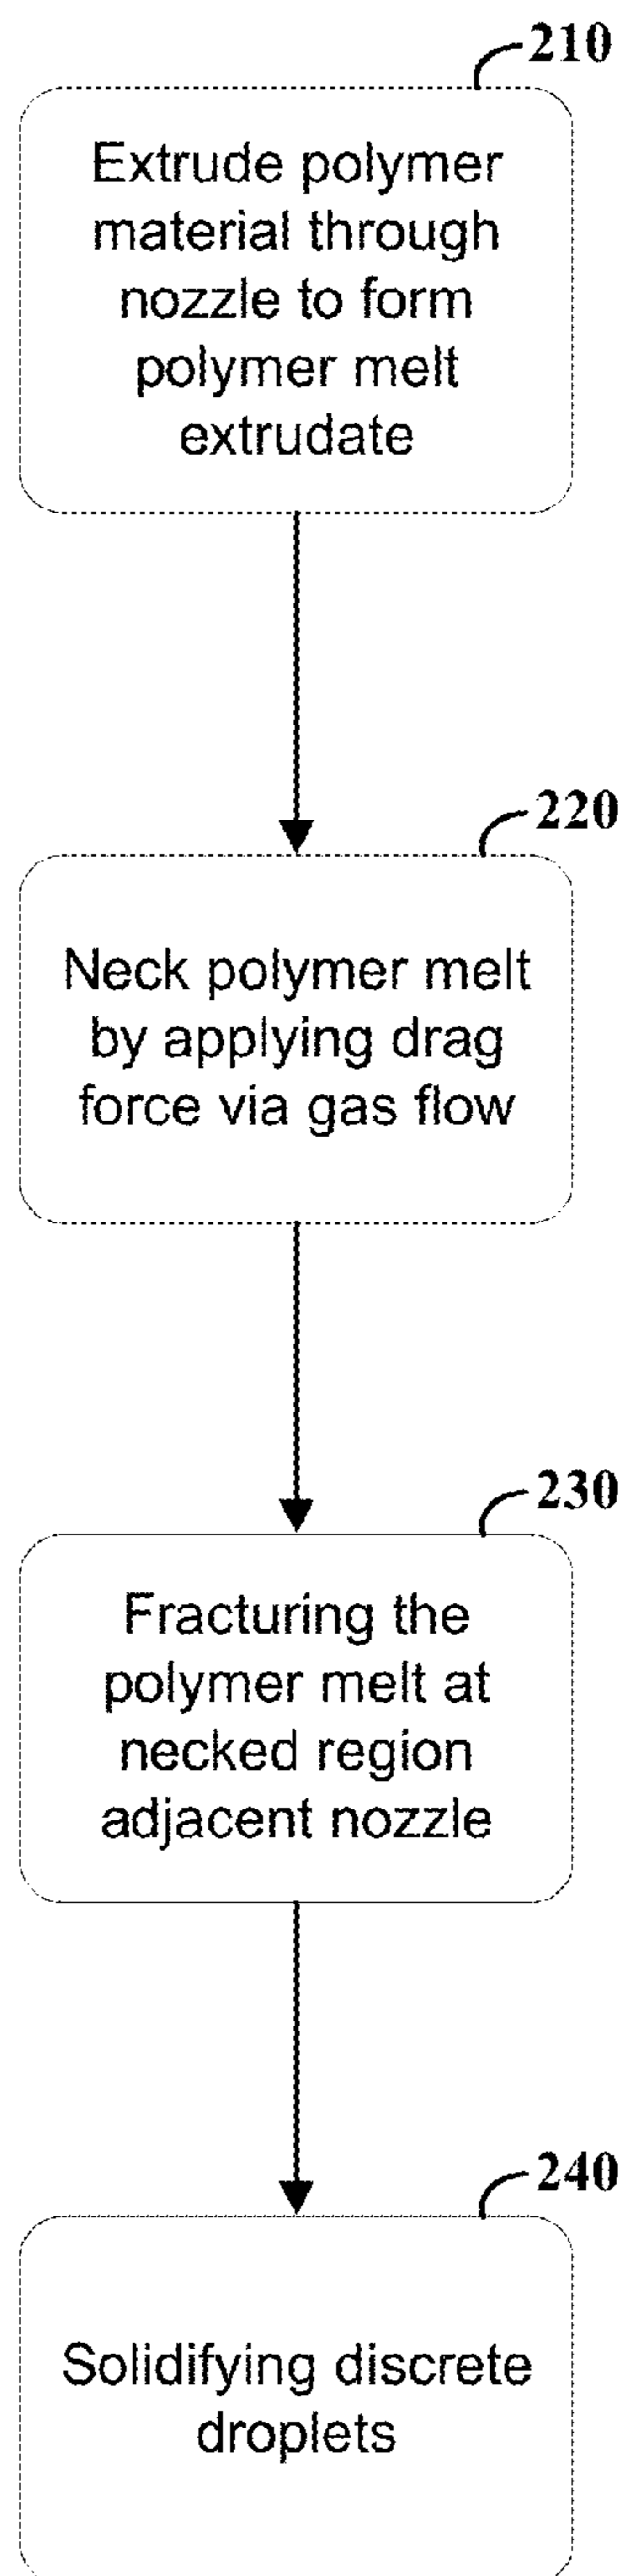 210
Extrude polymer
material through
nozzle to form
polymer melt
extrudate
220
Neck polymer melt
by applying drag
force via gas flow
230
Fracturing the
polymer melt at
necked region
adjacent nozzle
240
Solidifying discrete
droplets